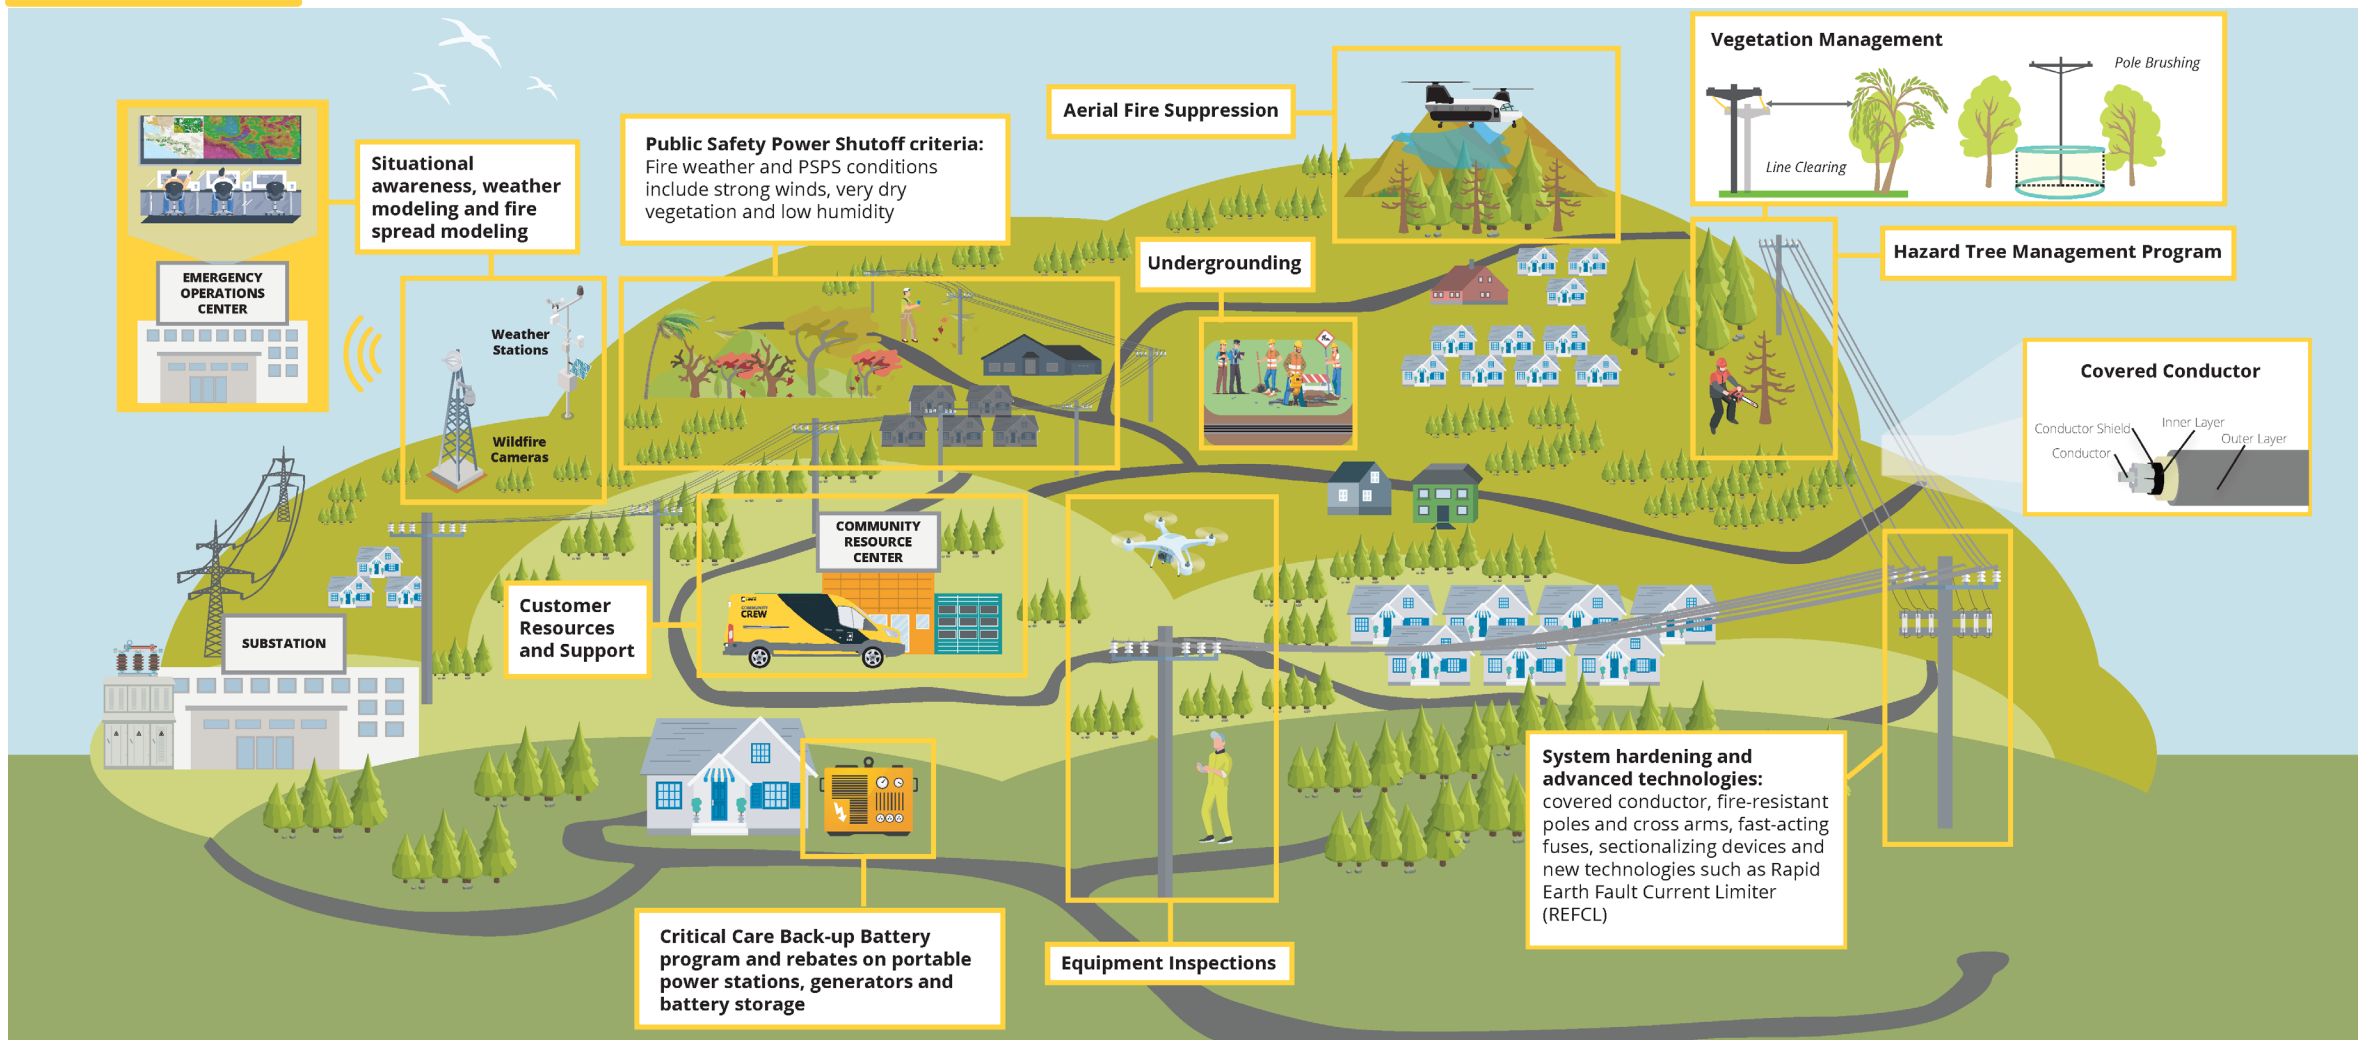 Situational
awareness, weather
modeling and fire
spread modeling
EMERGENCY
OPERATIONS
CENTER
Weather
Stations
Wildfire
Cameras
Public Safety Power Shutoff criteria:
Fire weather and PSPS conditions
include strong winds, very dry
vegetation and low humidity
Aerial Fire Suppression
Undergrounding
Vegetation Management
Pole Brushing
Line Clearing
Hazard Tree Management Program
Covered Conductor
Conductor Shield
Inner Layer
Outer Layer
Conductor
SUBSTATION
Customer
Resources
and Support
COMMUNITY
RESOURCE
CENTER
COMMUNITY
CREW
Critical Care Back-up Battery
program and rebates on portable
power stations, generators and
battery storage
Equipment Inspections
System hardening and
advanced technologies:
covered conductor, fire-resistant
poles and cross arms, fast-acting
fuses, sectionalizing devices and
new technologies such as Rapid
Earth Fault Current Limiter
(REFCL)